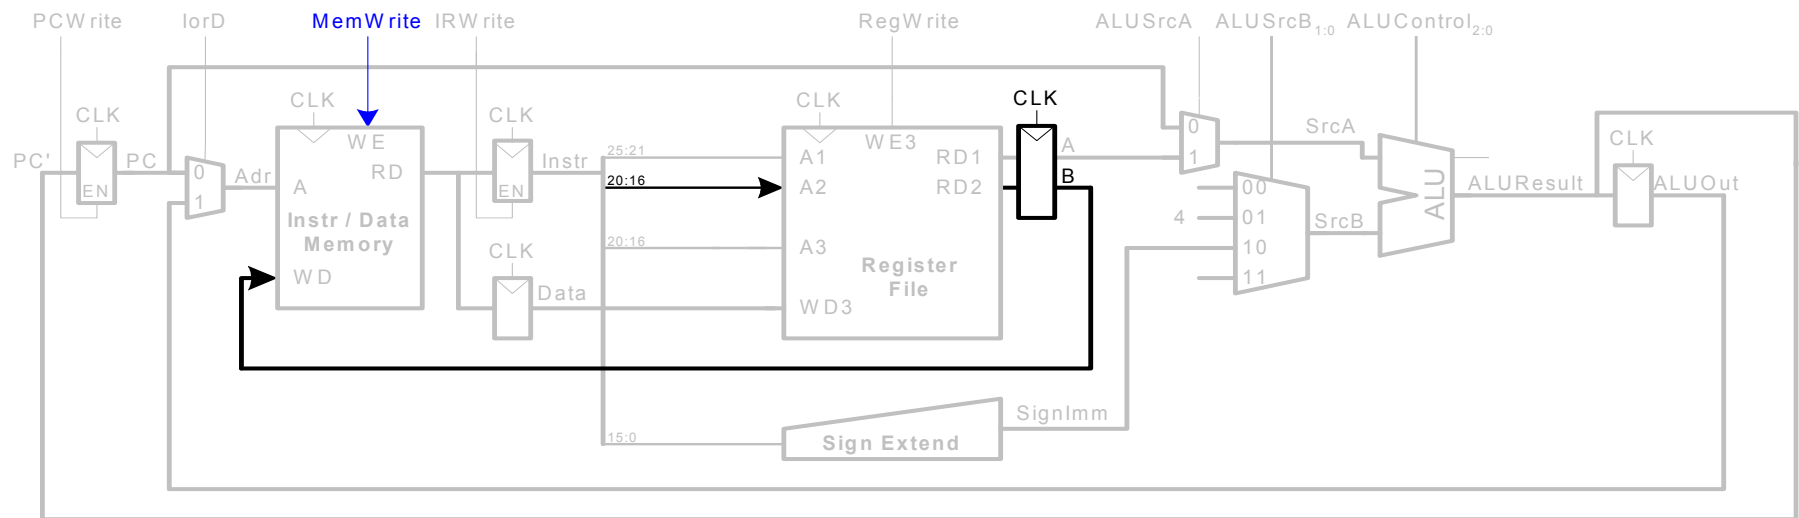 PCWrite IorD MemWrite IRWrite RegWrite ALUSrcA ALUSrcB1:0 ALUControl2:0
CLK CLK CLK CLK CLK CLK
WE WE3 0 SrcA
PC' PC 0 Adr A RD Instr 25:21 A1 RD1 A 1
EN 1 EN 20:16 A2 RD2 B 00 ALUResult ALUOut
Instr / Data
Memory
4 01 SrcB ALU
CLK 20:16 A3 10
WD Data Register
File
11
WD3
SignImm
15:0 Sign Extend